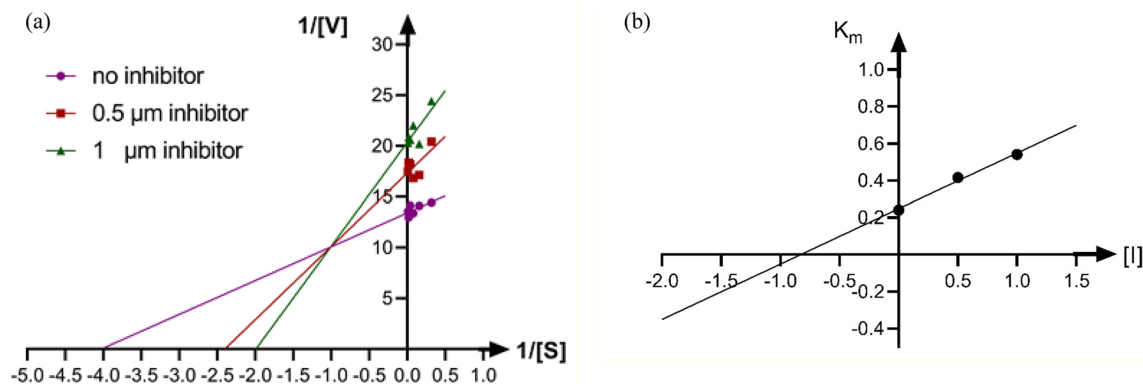 (a)
1/[V]
30
25
20
15
10
5
no inhibitor
0.5 µm inhibitor
1 µm inhibitor
-5.0 -4.5 -4.0 -3.5 -3.0 -2.5 -2.0 -1.5 -1.0 -0.5 0.0 0.5 1.0
1/[S]
(b)
Km
1.0
0.8
0.6
0.4
0.2
-2.0 -1.5 -1.0 -0.5 0.5 1.0 1.5
[I]
-0.2
-0.4